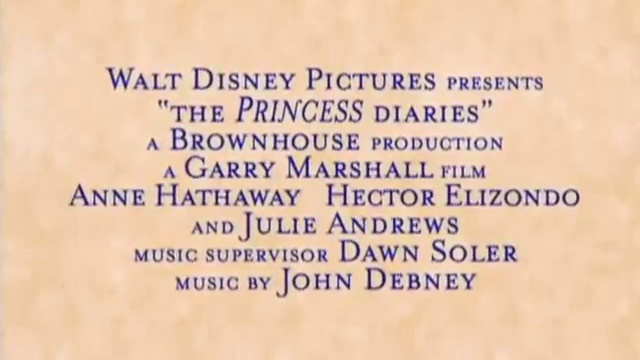 WALT DISNEY PICTURES PRESENTS
"THE PRINCESS DIARIES"
A BROWNHOUSE PRODUCTION
A GARRY MARSHALL FILM
ANNE HATHAWAY HECTOR ELIZONDO
AND JULIE ANDREWS
MUSIC SUPERVISOR DAWN SOLER
MUSIC BY JOHN DEBNEY